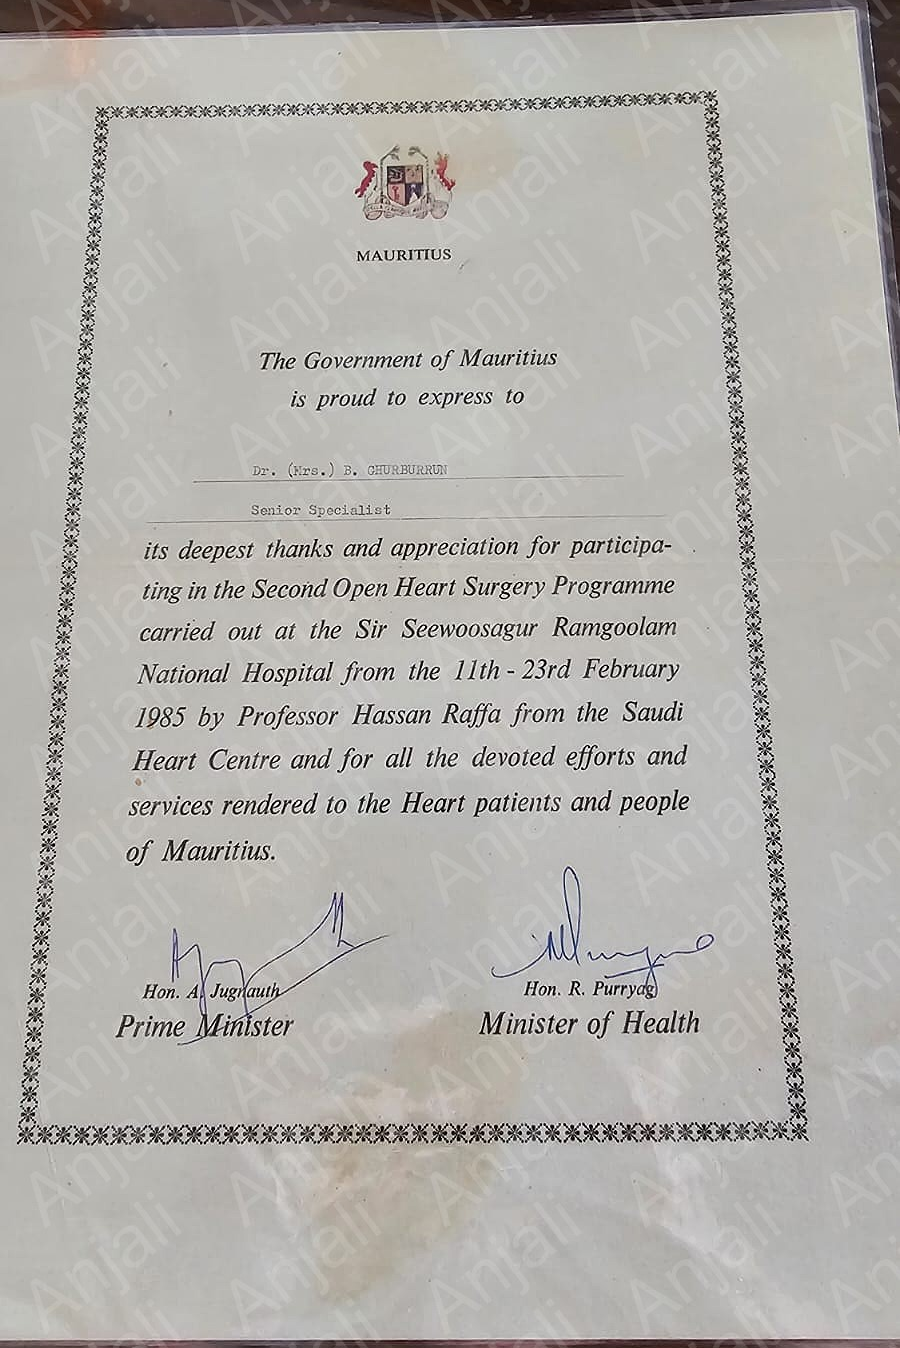 MAURITIUS
The Government of Mauritius
is proud to express to
Dr. (Mrs.) B. GHURBURRUN
Senior Specialist
its deepest thanks and appreciation for participa-
ting in the Second Open Heart Surgery Programme
carried out at the Sir Seewoosagur Ramgoolam
National Hospital from the 11th - 23rd February
1985 by Professor Hassan Raffa from the Saudi
Heart Centre and for all the devoted efforts and
services rendered to the Heart patients and people
of Mauritius.
Hon. A. Jugnauth
Prime Minister
Hon. R. Purryag
Minister of Health
Anjali